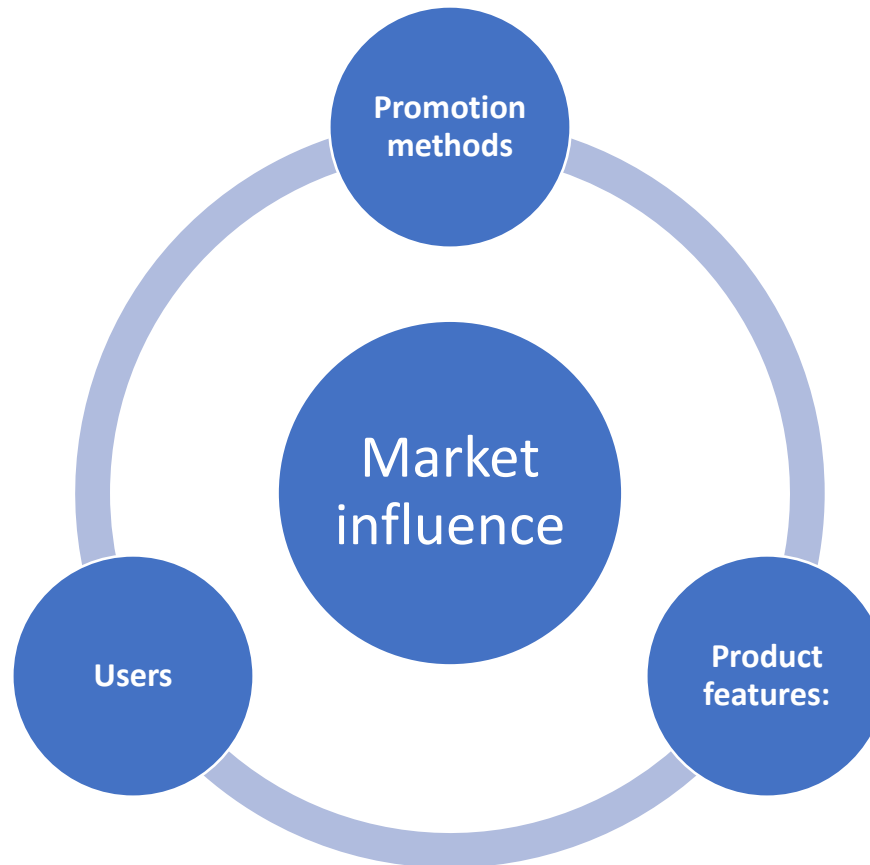 Promotion
methods
Market
influence
Users
Product
features: